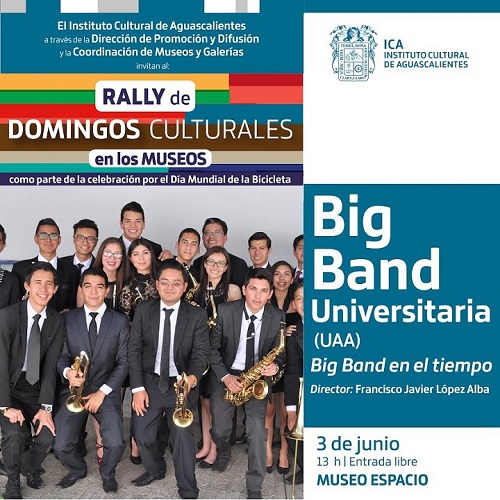 El Instituto Cultural de Aguascalientes
a través de la Dirección de Promoción y Difusión
y la Coordinación de Museos y Galerías
invitan al:
RALLY de
DOMINGOS CULTURALES
en los MUSEOS
como parte de la celebración por el Día Mundial de la Bicicleta
ICA
INSTITUTO CULTURAL
DE AGUASCALIENTES
Big
Band
Universitaria
(UAA)
Big Band en el tiempo
Director: Francisco Javier López Alba
3 de junio
13 h | Entrada libre
MUSEO ESPACIO